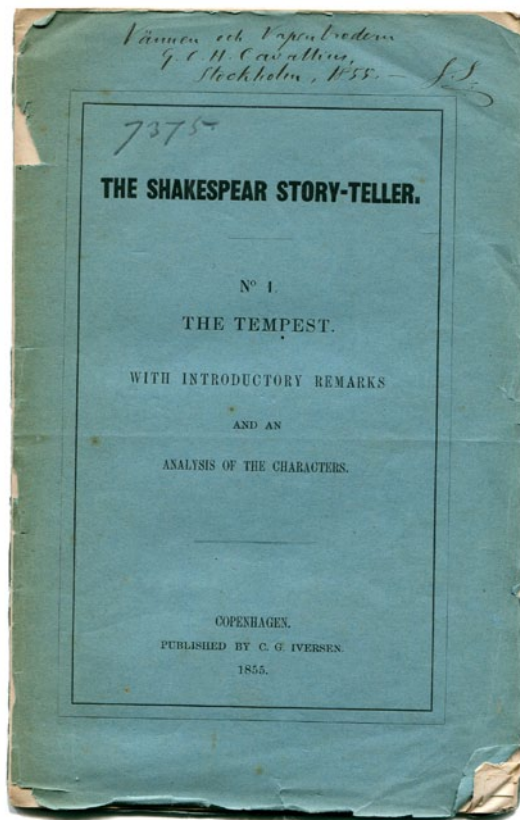 Vännen och Vapenbrodern
G. O. H. Cavallius,
Stockholm, 1855. —
7375
THE SHAKESPEAR STORY-TELLER.
Nº 1.
THE TEMPEST.
WITH INTRODUCTORY REMARKS
AND AN
ANALYSIS OF THE CHARACTERS.
COPENHAGEN.
PUBLISHED BY C. G. IVERSEN.
1855.